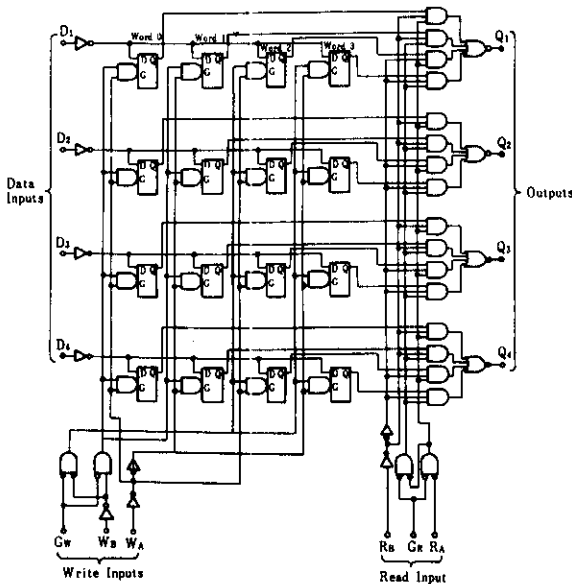 D1 Word 0 Word 1 Word 2 Word 3 Q1
D Q D Q D Q D Q
G G G G
D2 Q2
D Q D Q D Q D Q
G G G G
Data Inputs
Outputs
D3 Q3
D Q D Q D Q D Q
G G G G
D4 Q4
D Q D Q D Q D Q
G G G G
GW WB WA RB GR RA
Write Inputs Read Input